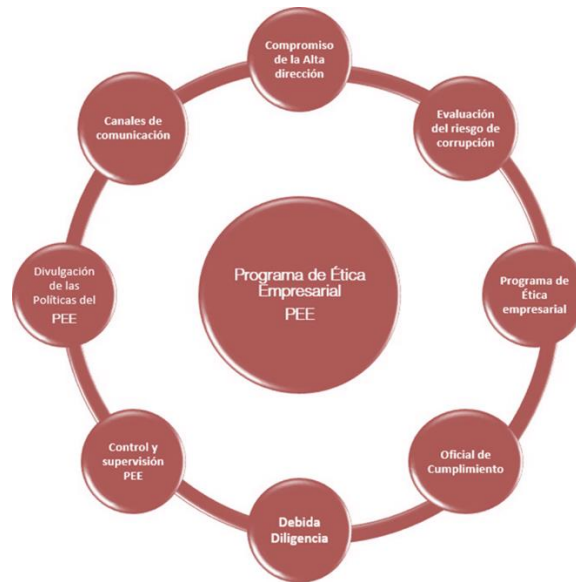 Compromiso
de la Alta
dirección
Evaluación
del riesgo de
corrupción
Programa de
Ética
empresarial
Oficial de
Cumplimiento
Debida
Diligencia
Control y
supervisión
PEE
Divulgación
de las
Políticas del
PEE
Canales de
comunicación
Programa de Ética
Empresarial
PEE